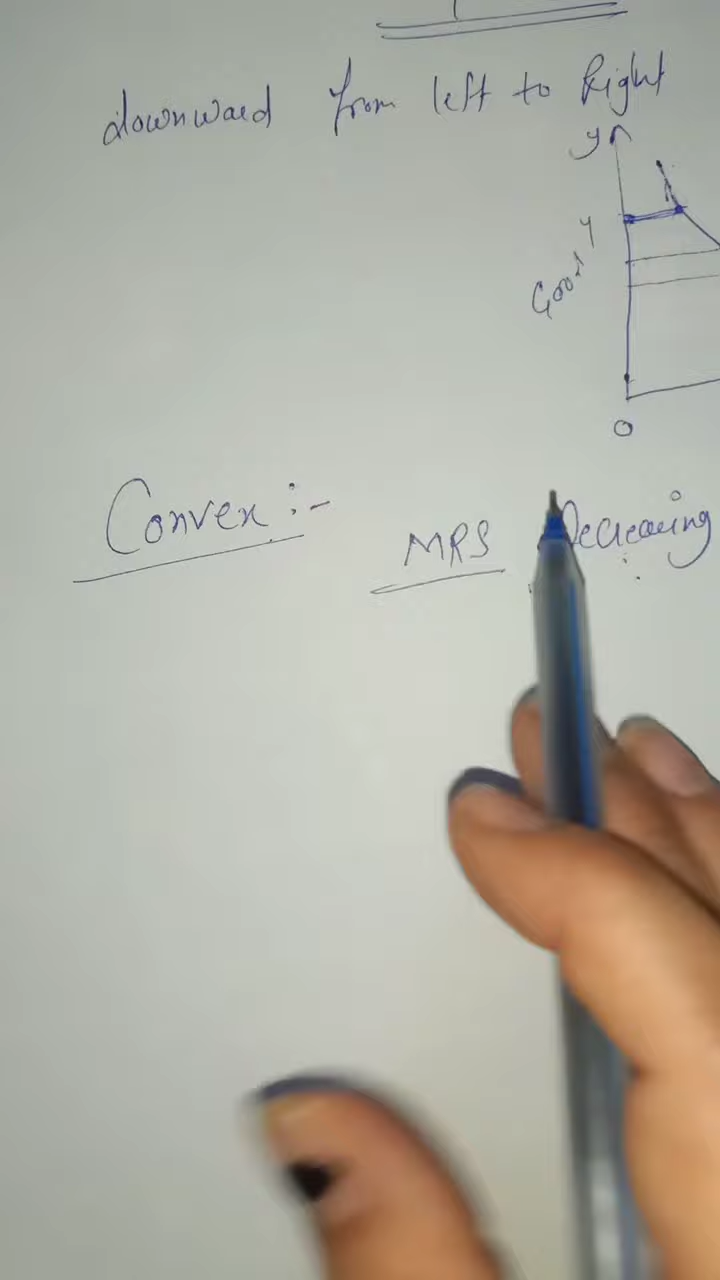 downward from left to Right
y
Good Y
O
Convex :-
MRS Decreasing